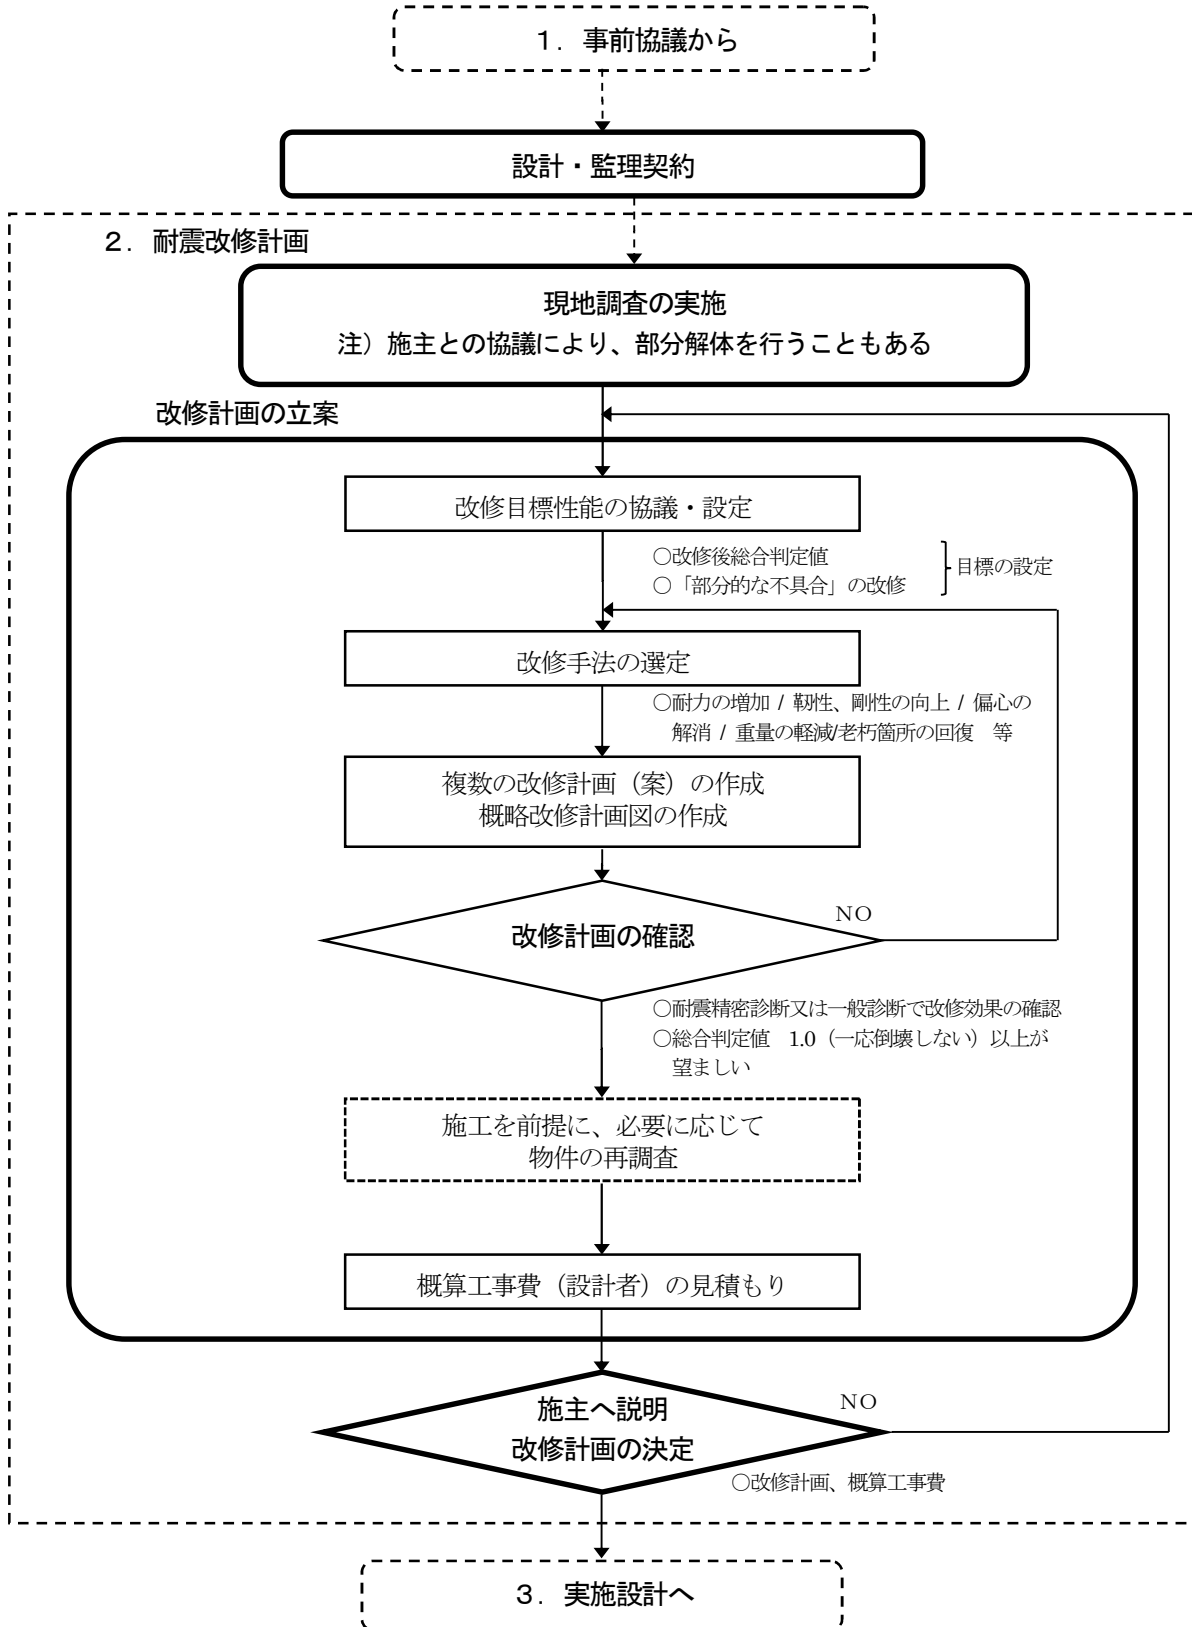 １．事前協議から
設計・監理契約
２．耐震改修計画
現地調査の実施
注）施主との協議により、部分解体を行うこともある
改修計画の立案
改修目標性能の協議・設定
○改修後総合判定値
○「部分的な不具合」の改修
目標の設定
改修手法の選定
○耐力の増加 / 靭性、剛性の向上 / 偏心の
解消 / 重量の軽減/老朽箇所の回復　等
複数の改修計画（案）の作成
概略改修計画図の作成
改修計画の確認
NO
○耐震精密診断又は一般診断で改修効果の確認
○総合判定値　1.0（一応倒壊しない）以上が
望ましい
施工を前提に、必要に応じて
物件の再調査
概算工事費（設計者）の見積もり
施主へ説明
改修計画の決定
NO
○改修計画、概算工事費
３．実施設計へ